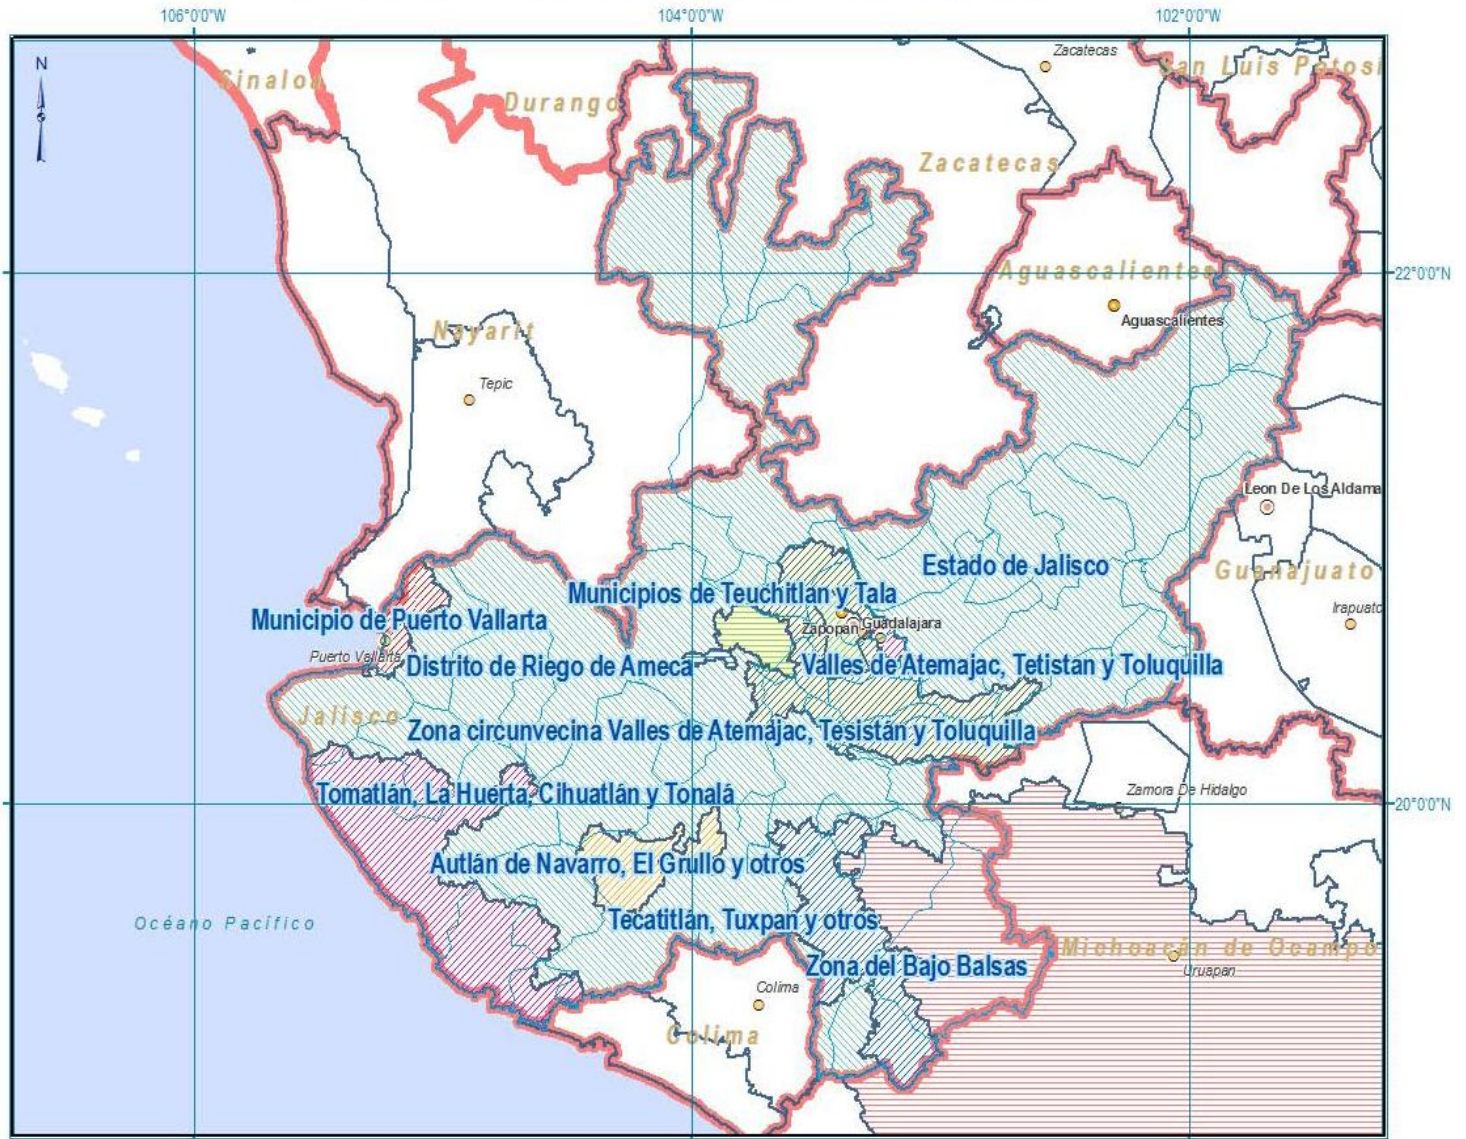 106°0'0"W
104°0'0"W
102°0'0"W
N
Zacatecas
Sinaloa
San Luis Potosí
Durango
Zacatecas
Aguascalientes
22°0'0"N
Aguascalientes
Nayarit
Tepic
Leon De Los Aldama
Estado de Jalisco
Guanajuato
Municipios de Teuchitlán y Tala
Irapuato
Municipio de Puerto Vallarta
Zapopan
Guadalajara
Puerto Vallarta
Distrito de Riego de Ameca
Valles de Atemajac, Tetistan y Toluquilla
Jalisco
Zona circunvecina Valles de Atemajac, Tesistán y Toluquilla
Tomatlán, La Huerta, Cihuatlán y Tonalá
Zamora De Hidalgo
20°0'0"N
Autlán de Navarro, El Grullo y otros
Océano Pacífico
Tecatitlán, Tuxpan y otros
Michoacán de Ocampo
Zona del Bajo Balsas
Uruapan
Colima
Colima